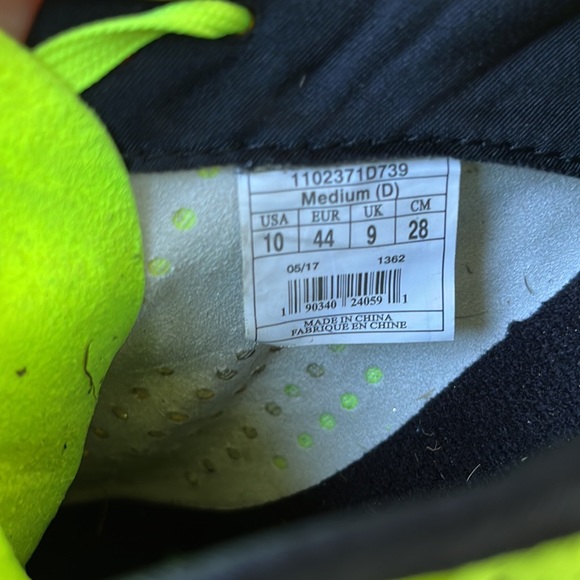 1102371D739
Medium (D)
USA EUR UK CM
10 44 9 28
05/17 1362
1 90340 24059 1
MADE IN CHINA
FABRIQUE EN CHINE